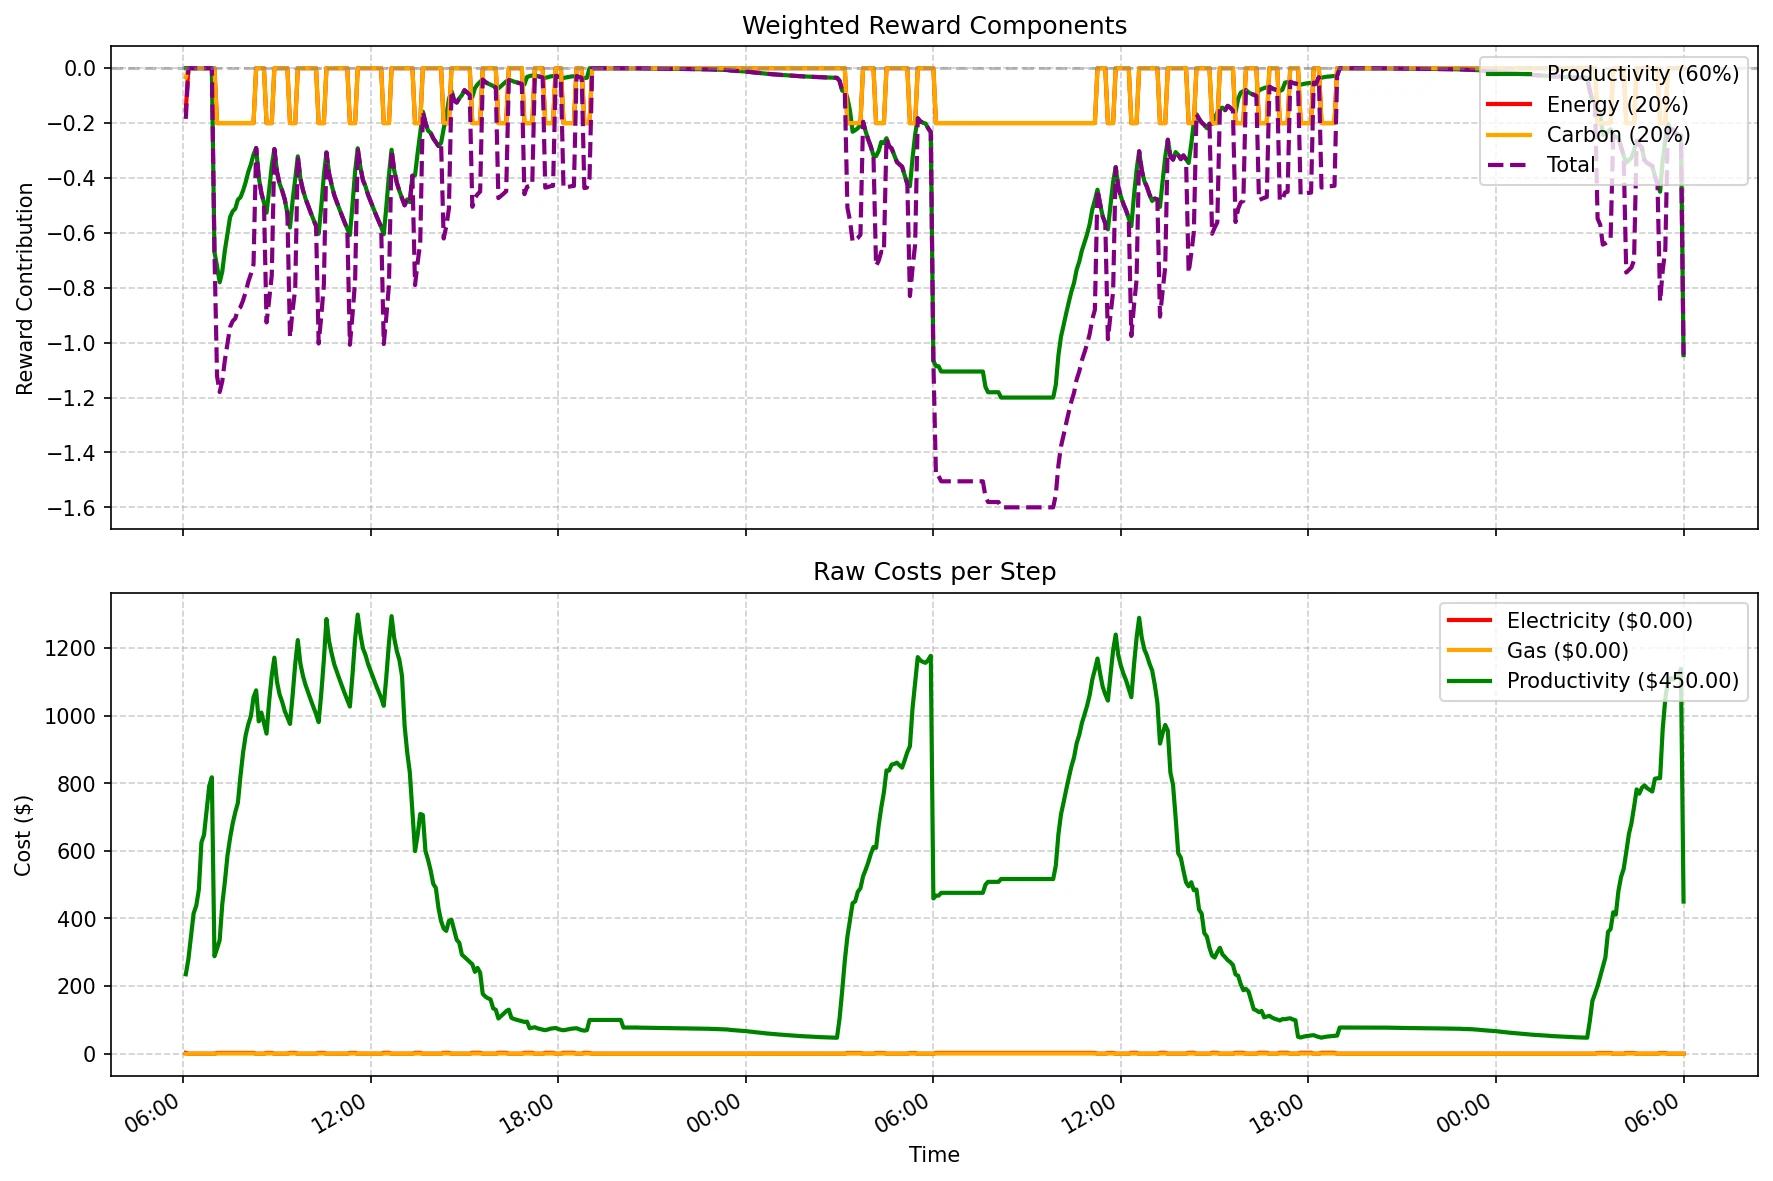 Weighted Reward Components
Reward Contribution
0.0
−0.2
−0.4
−0.6
−0.8
−1.0
−1.2
−1.4
−1.6
Productivity (60%)
Energy (20%)
Carbon (20%)
Total
Raw Costs per Step
Cost ($)
1200
1000
800
600
400
200
0
Electricity ($0.00)
Gas ($0.00)
Productivity ($450.00)
06:00
12:00
18:00
00:00
06:00
12:00
18:00
00:00
06:00
Time